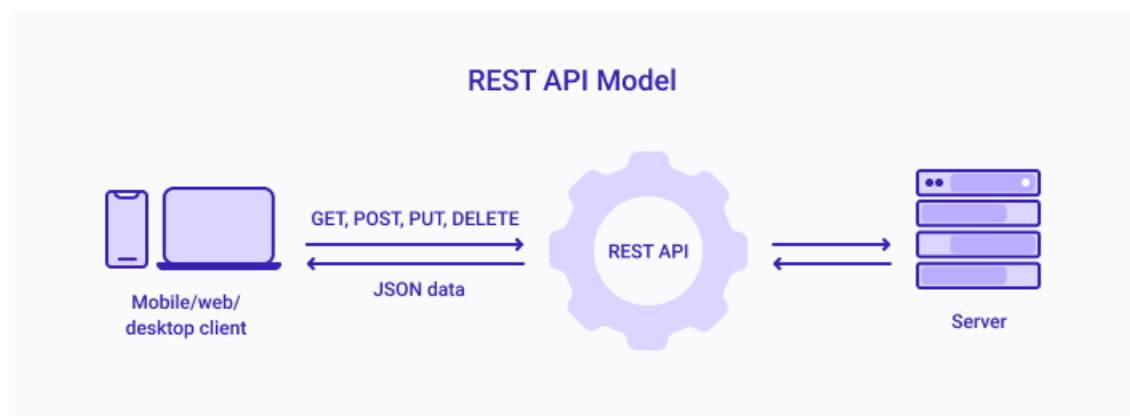 REST API Model
GET, POST, PUT, DELETE
REST API
JSON data
Mobile/web/
desktop client
Server